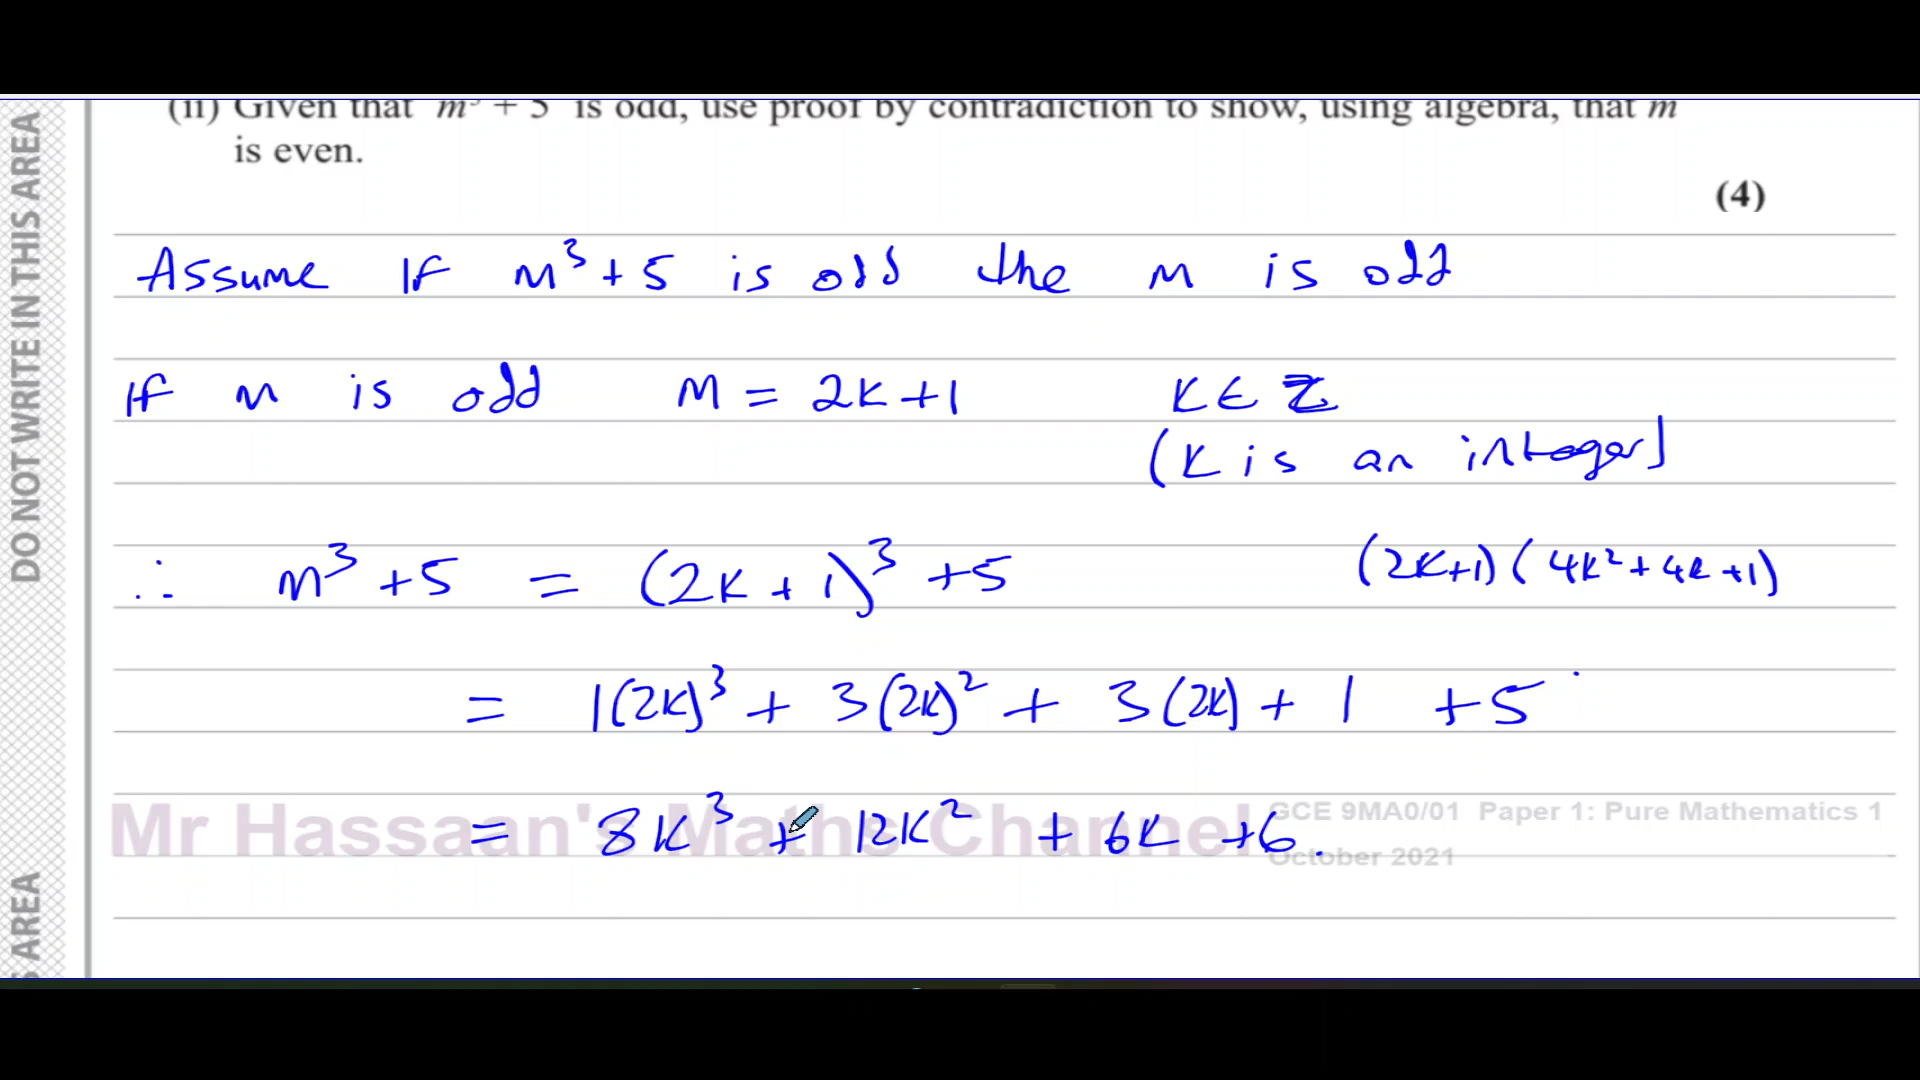 (ii) Given that m³ + 5 is odd, use proof by contradiction to show, using algebra, that m
is even.
(4)
Assume If m³ + 5 is odd the m is odd
If m is odd M = 2k + 1 K ∈ Z
(K is an integer]
∴ m³ + 5 = (2k + 1)³ + 5 (2k+1)(4k² + 4k + 1)
= 1(2k)³ + 3(2k)² + 3(2k) + 1 + 5
= 8k³ + 12k² + 6k + 6.
Mr Hassaan's Maths Channel
GCE 9MA0/01 Paper 1: Pure Mathematics 1
October 2021
DO NOT WRITE IN THIS AREA
S AREA